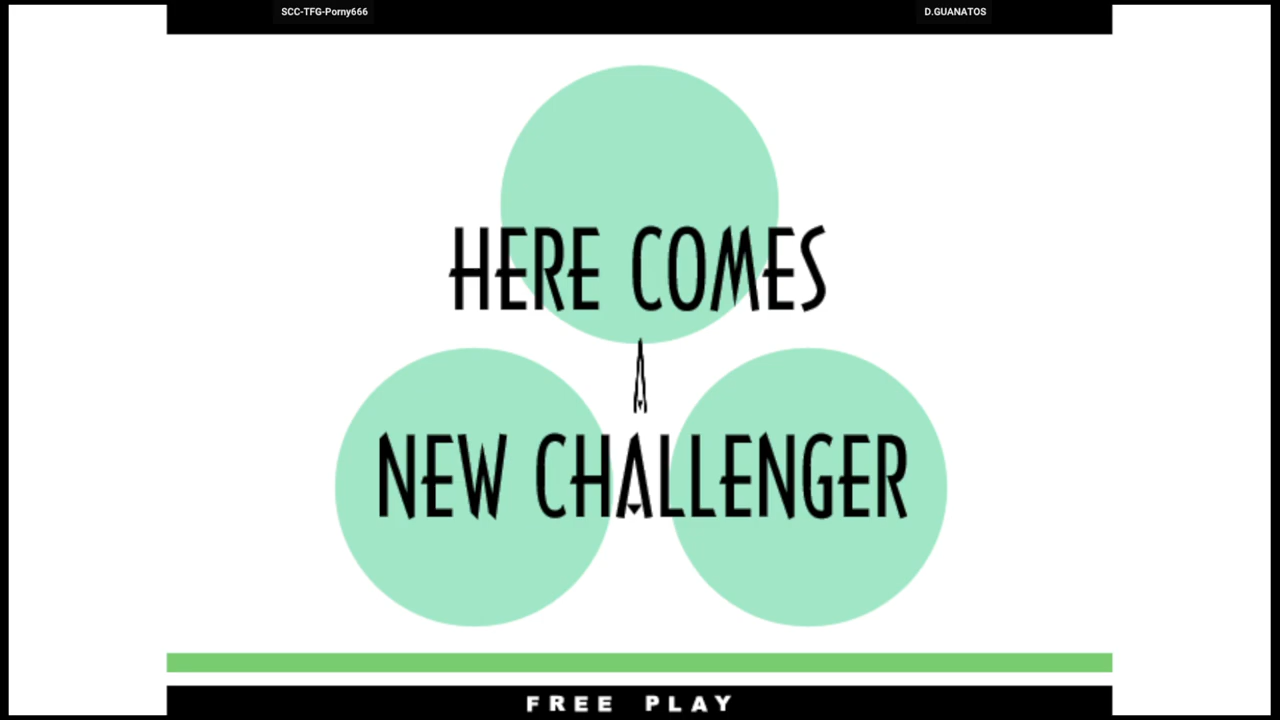 SCC-TFG-Porny666
D.GUANATOS
HERE COMES
A
NEW CHALLENGER
FREE PLAY